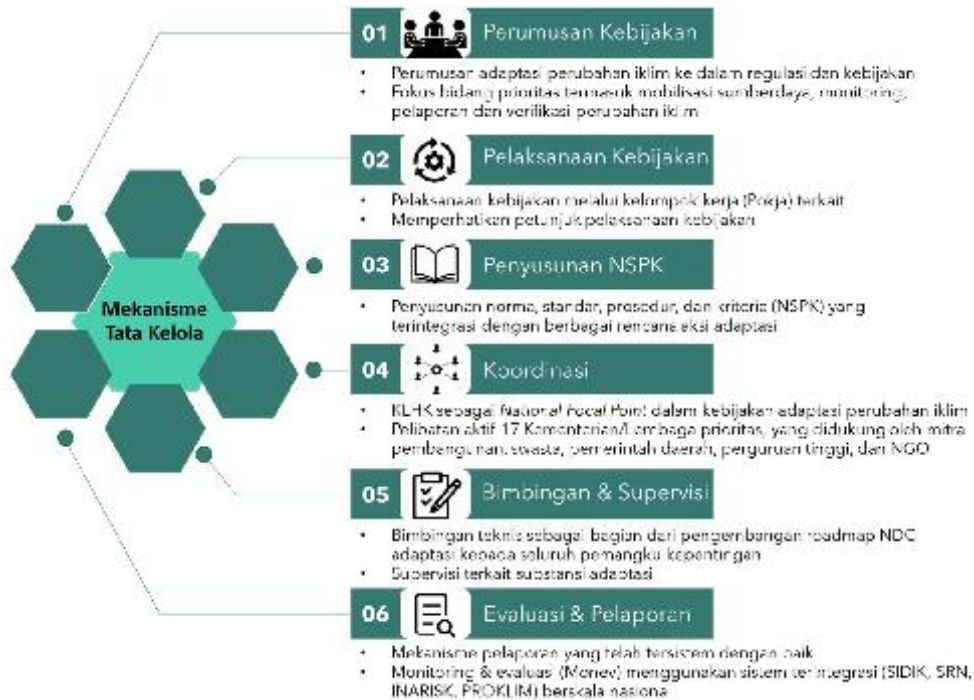 Mekanisme
Tata Kelola
01 Perumusan Kebijakan
• Perumusan adaptasi perubahan iklim ke dalam regulasi dan kebijakan
• Fokus bidang prioritas termasuk mobilisasi sumberdaya, monitoring,
pelaporan dan verifikasi perubahan iklim
02 Pelaksanaan Kebijakan
• Pelaksanaan kebijakan melalui kelompok kerja (Pokja) terkait
• Memperhatikan petunjuk pelaksanaan kebijakan
03 Penyusunan NSPK
• Penyusunan norma, standar, prosedur, dan kriteria (NSPK) yang
terintegrasi dengan berbagai rencana aksi adaptasi
04 Koordinasi
• KLHK sebagai National Focal Point dalam kebijakan adaptasi perubahan iklim
• Pelibatan aktif 17 Kementerian/Lembaga prioritas, yang didukung oleh mitra
pembangunan, swasta, pemerintah daerah, perguruan tinggi, dan NGO
05 Bimbingan & Supervisi
• Bimbingan teknis sebagai bagian dari pengembangan roadmap NDC
adaptasi kepada seluruh pemangku kepentingan
• Supervisi terkait substansi adaptasi
06 Evaluasi & Pelaporan
• Mekanisme pelaporan yang telah tersistem dengan baik
• Monitoring & evaluasi (Monev) menggunakan sistem terintegrasi (SIDIK, SRN,
INARISK, PROKLIM) berskala nasional